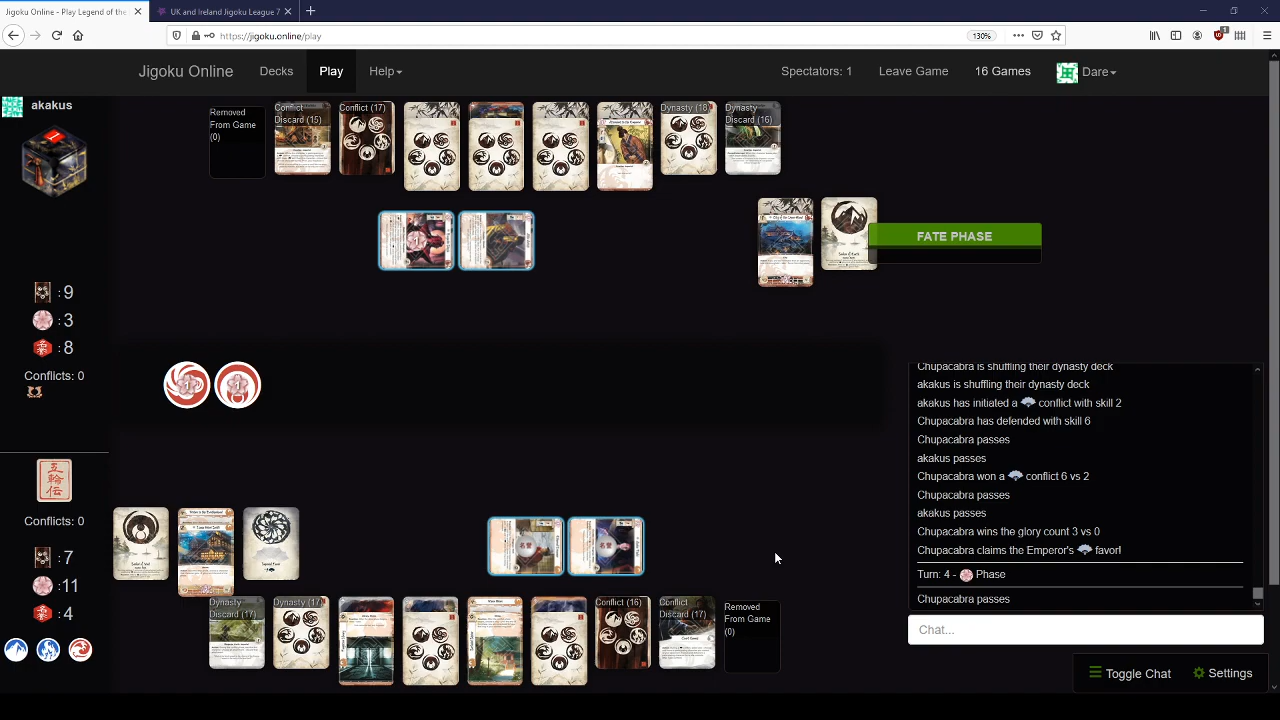 Jigoku Online - Play Legend of the
UK and Ireland Jigoku League 7
https://jigoku.online/play
130%
Jigoku Online
Decks
Play
Help
Spectators: 1
Leave Game
16 Games
Dare
akakus
Removed
From Game
(0)
Conflict
Discard (15)
Conflict (17)
Dynasty (18)
Dynasty
Discard (16)
FATE PHASE
:9
:3
:8
Conflicts: 0
1
1
五
輪
伝
Conflicts: 0
:7
:11
:4
Dynasty
Discard (17)
Dynasty (17)
Conflict (16)
Conflict
Discard (17)
Removed
From Game
(0)
Chupacabra is shuffling their dynasty deck
akakus is shuffling their dynasty deck
akakus has initiated a conflict with skill 2
Chupacabra has defended with skill 6
Chupacabra passes
akakus passes
Chupacabra won a conflict 6 vs 2
Chupacabra passes
akakus passes
Chupacabra wins the glory count 3 vs 0
Chupacabra claims the Emperor's favor!
Turn: 4 - Phase
Chupacabra passes
Chat...
Toggle Chat
Settings